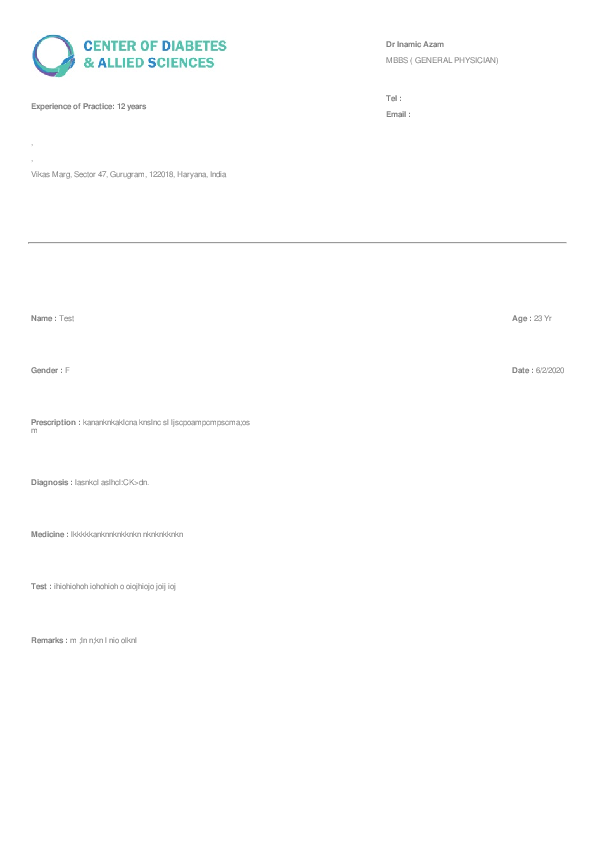 CENTER OF DIABETES
& ALLIED SCIENCES
Dr Inamic Azam
MBBS ( GENERAL PHYSICIAN)
Tel :
Email :
Experience of Practice: 12 years
,
,
Vikas Marg, Sector 47, Gurugram, 122018, Haryana, India
Name : Test
Age : 23 Yr
Gender : F
Date : 6/2/2020
Prescription : kananknkaklcna knslnc sl ljscpoampcmpscma;os
m
Diagnosis : lasnkcl aslhcl:CK>dn.
Medicine : lkkkkkanknnknkknkn nknknkknkn
Test : ihiohiohoh iohohioh o oiojhiojo joij ioj
Remarks : m ;ln n;kn l nio olknl